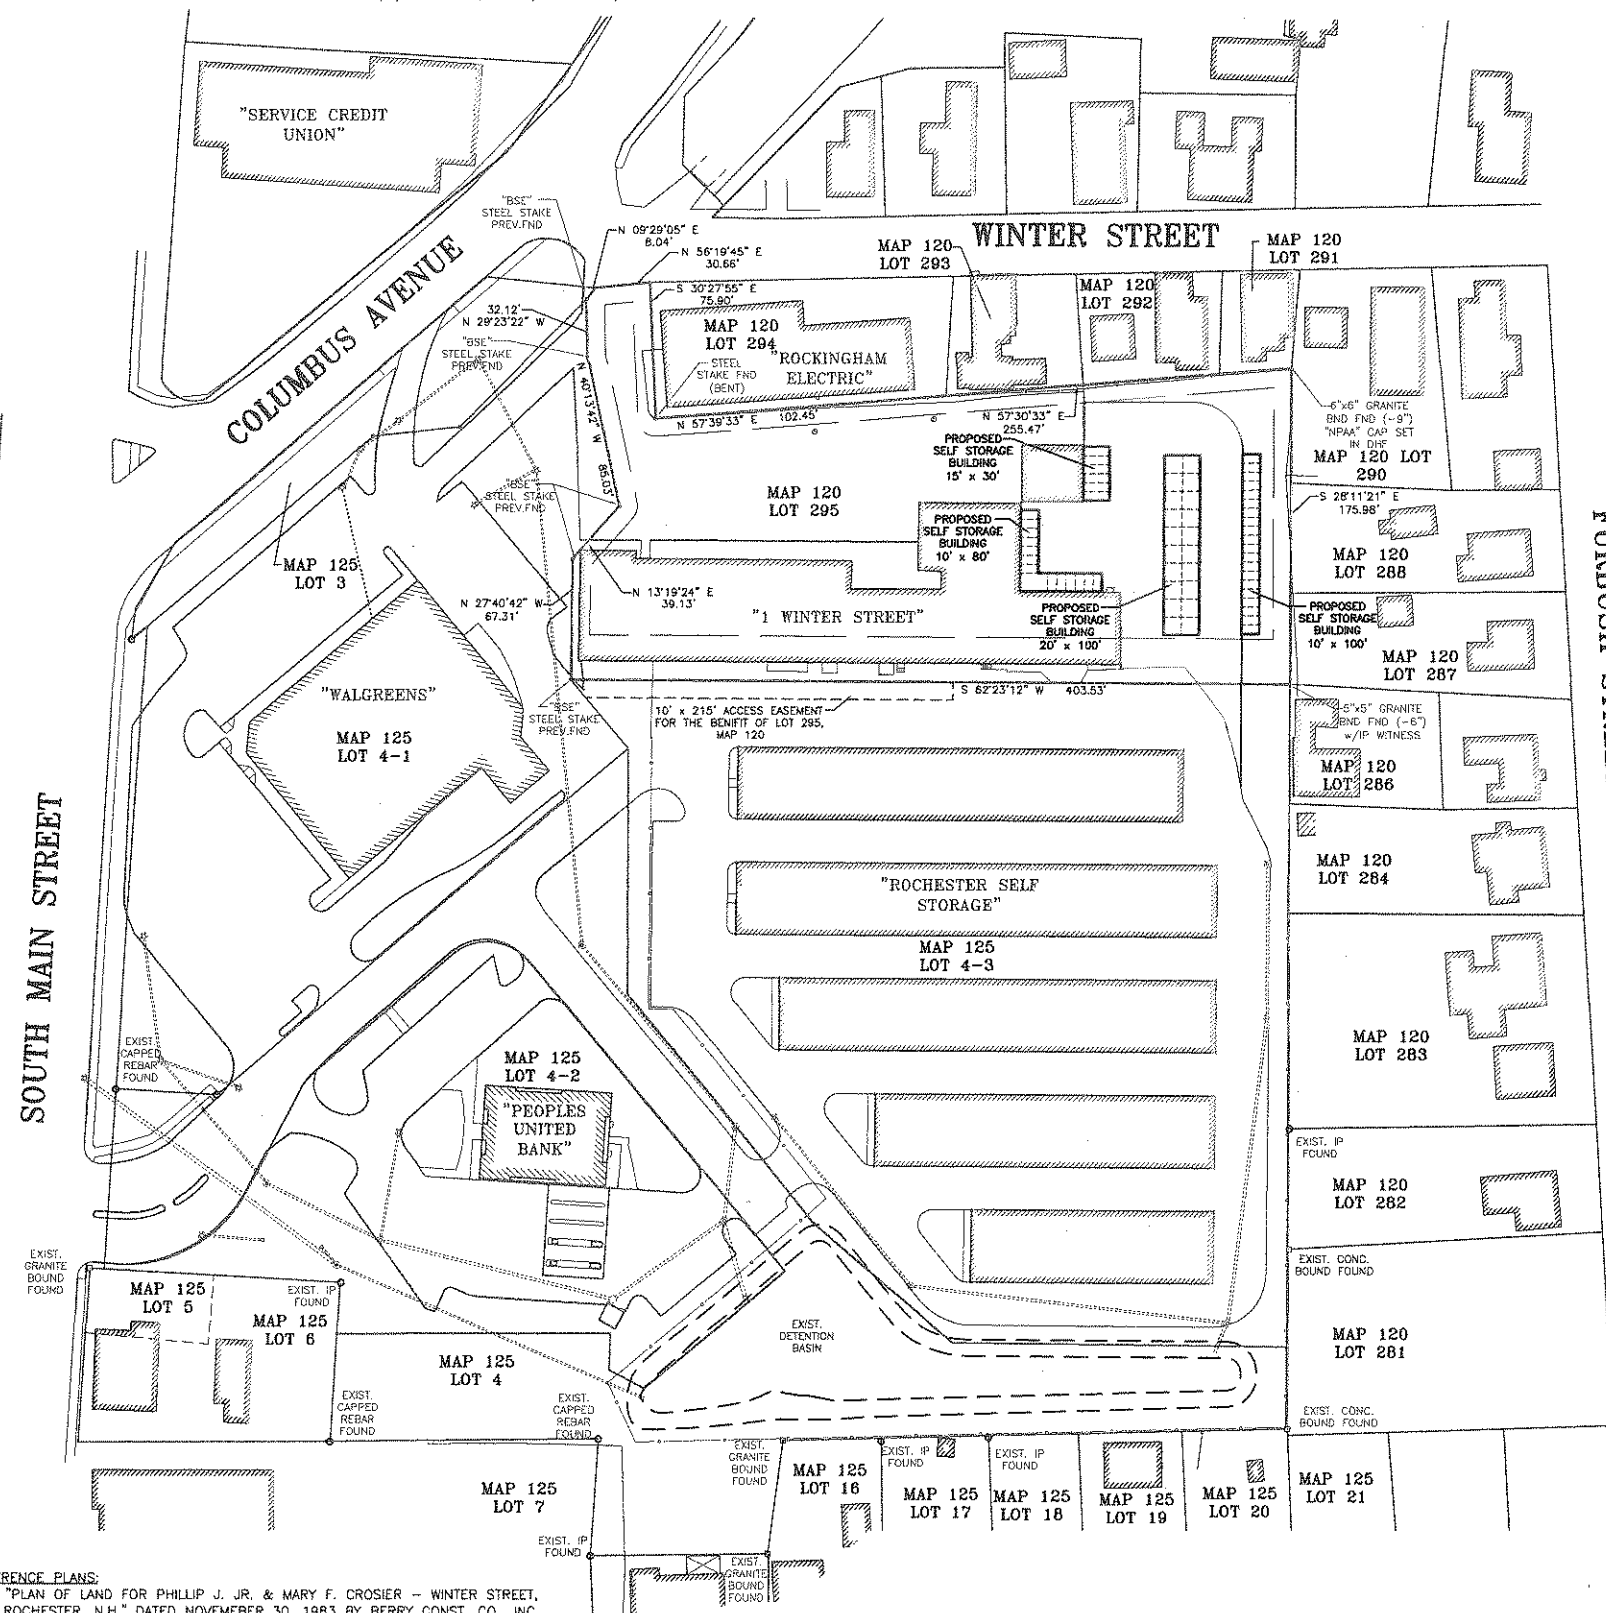 "SERVICE CREDIT
UNION"
"BSE"
STEEL STAKE
PREV.FND
N 09°29'05" E
8.04'
N 56°19'45" E
30.66'
S 30°27'55" E
75.90'
WINTER STREET
MAP 120
LOT 293
MAP 120
LOT 291
COLUMBUS AVENUE
32.12'
N 29°23'22" W
"BSE"
STEEL STAKE
PREV.FND
MAP 120
LOT 294
"ROCKINGHAM
ELECTRIC"
STEEL
STAKE FND
(BENT)
MAP 120
LOT 292
N 40°13'42" W
85.03'
N 57°39'33" E
102.45'
N 57°30'33" E
255.47'
6"x6" GRANITE
BND FND (-9")
"NPAA" CAP SET
IN DHF
MAP 120 LOT
290
PROPOSED
SELF STORAGE
BUILDING
15' x 30'
"BSE"
STEEL STAKE
PREV.FND
MAP 120
LOT 295
S 28°11'21" E
175.98'
PROPOSED
SELF STORAGE
BUILDING
10' x 80'
MAP 120
LOT 288
MAP 125
LOT 3
N 27°40'42" W
67.31'
N 13°19'24" E
39.13'
"1 WINTER STREET"
PROPOSED
SELF STORAGE
BUILDING
20' x 100'
PROPOSED
SELF STORAGE
BUILDING
10' x 100'
MAP 120
LOT 287
"WALGREENS"
MAP 125
LOT 4-1
"BSE"
STEEL STAKE
PREV.FND
10' x 215' ACCESS EASEMENT
FOR THE BENIFIT OF LOT 295,
MAP 120
S 62°23'12" W
403.53'
5"x5" GRANITE
BND FND (-6")
w/IP WITNESS
MAP 120
LOT 286
SOUTH MAIN STREET
"ROCHESTER SELF
STORAGE"
MAP 125
LOT 4-3
MAP 120
LOT 284
MAP 120
LOT 283
EXIST.
CAPPED
REBAR
FOUND
MAP 125
LOT 4-2
"PEOPLES
UNITED
BANK"
EXIST. IP
FOUND
MAP 120
LOT 282
EXIST.
GRANITE
BOUND
FOUND
EXIST. CONC.
BOUND FOUND
MAP 125
LOT 5
EXIST. IP
FOUND
MAP 125
LOT 6
EXIST.
DETENTION
BASIN
MAP 120
LOT 281
MAP 125
LOT 4
EXIST.
CAPPED
REBAR
FOUND
EXIST.
CAPPED
REBAR
FOUND
EXIST. CONC.
BOUND FOUND
EXIST.
GRANITE
BOUND
FOUND
MAP 125
LOT 16
EXIST. IP
FOUND
EXIST. IP
FOUND
MAP 125
LOT 7
MAP 125
LOT 17
MAP 125
LOT 18
MAP 125
LOT 19
MAP 125
LOT 20
MAP 125
LOT 21
EXIST. IP
FOUND
EXIST.
GRANITE
BOUND
FOUND
RENCE PLANS:
"PLAN OF LAND FOR PHILLIP J. JR. & MARY F. CROSIER – WINTER STREET,
ROCHESTER, N.H." DATED NOVEMEBER 30, 1983 BY BERRY CONST. CO., INC.